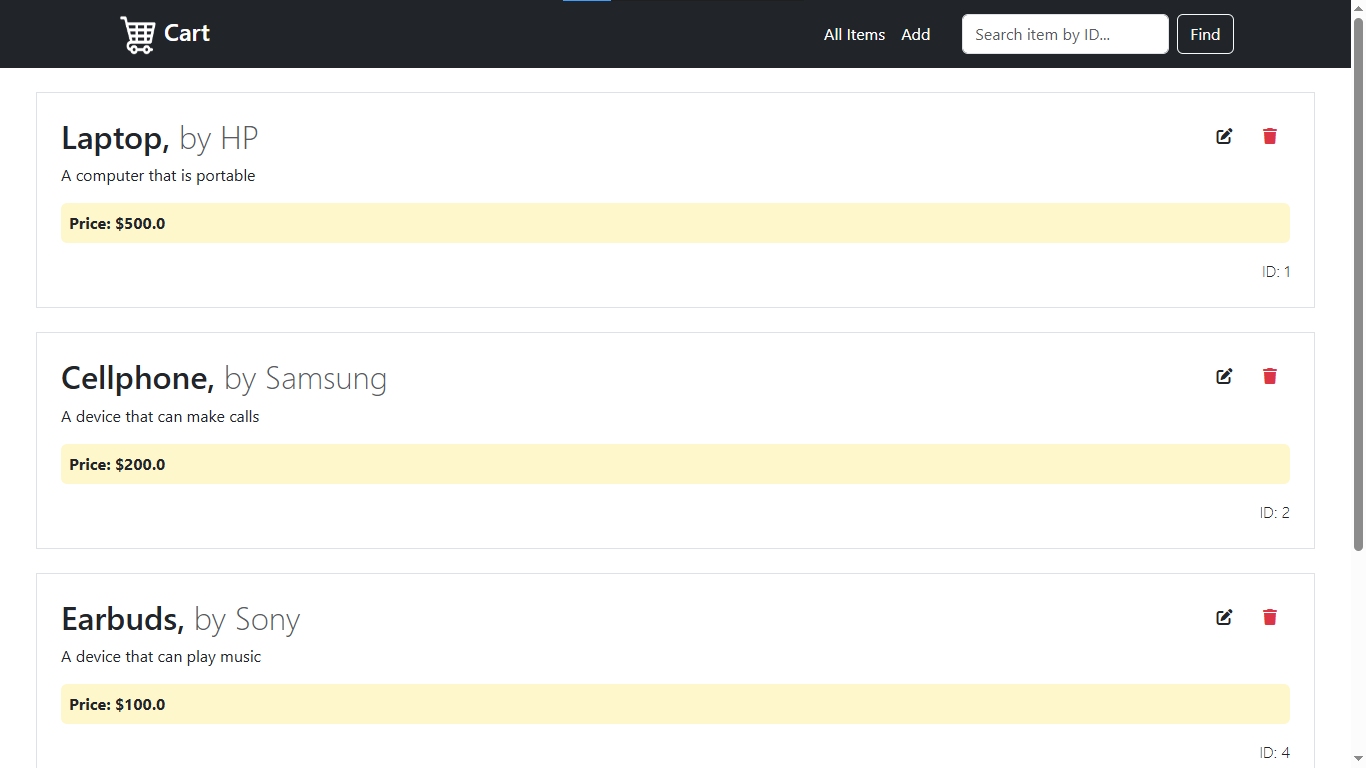 Cart
All Items
Add
Search item by ID...
Find
Laptop, by HP
A computer that is portable
Price: $500.0
ID: 1
Cellphone, by Samsung
A device that can make calls
Price: $200.0
ID: 2
Earbuds, by Sony
A device that can play music
Price: $100.0
ID: 4